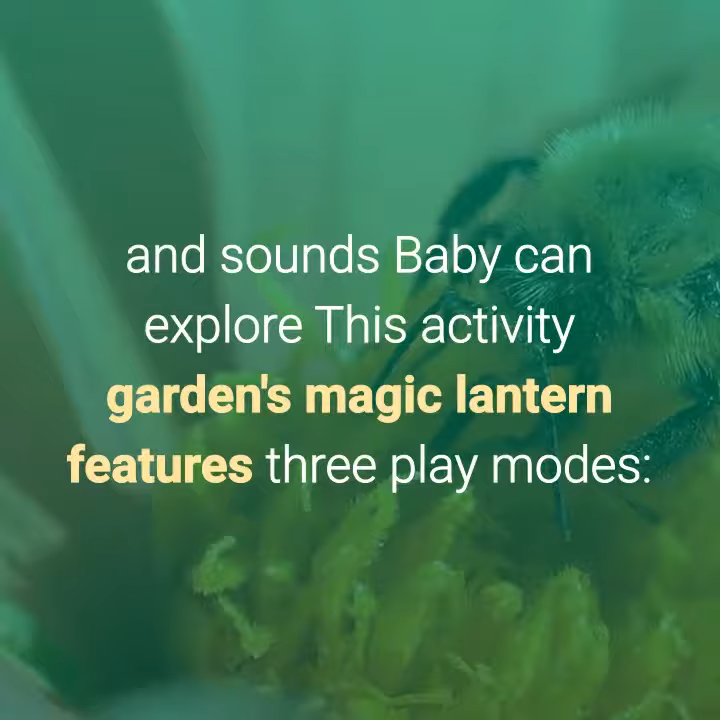 and sounds Baby can
explore This activity
garden's magic lantern
features three play modes: